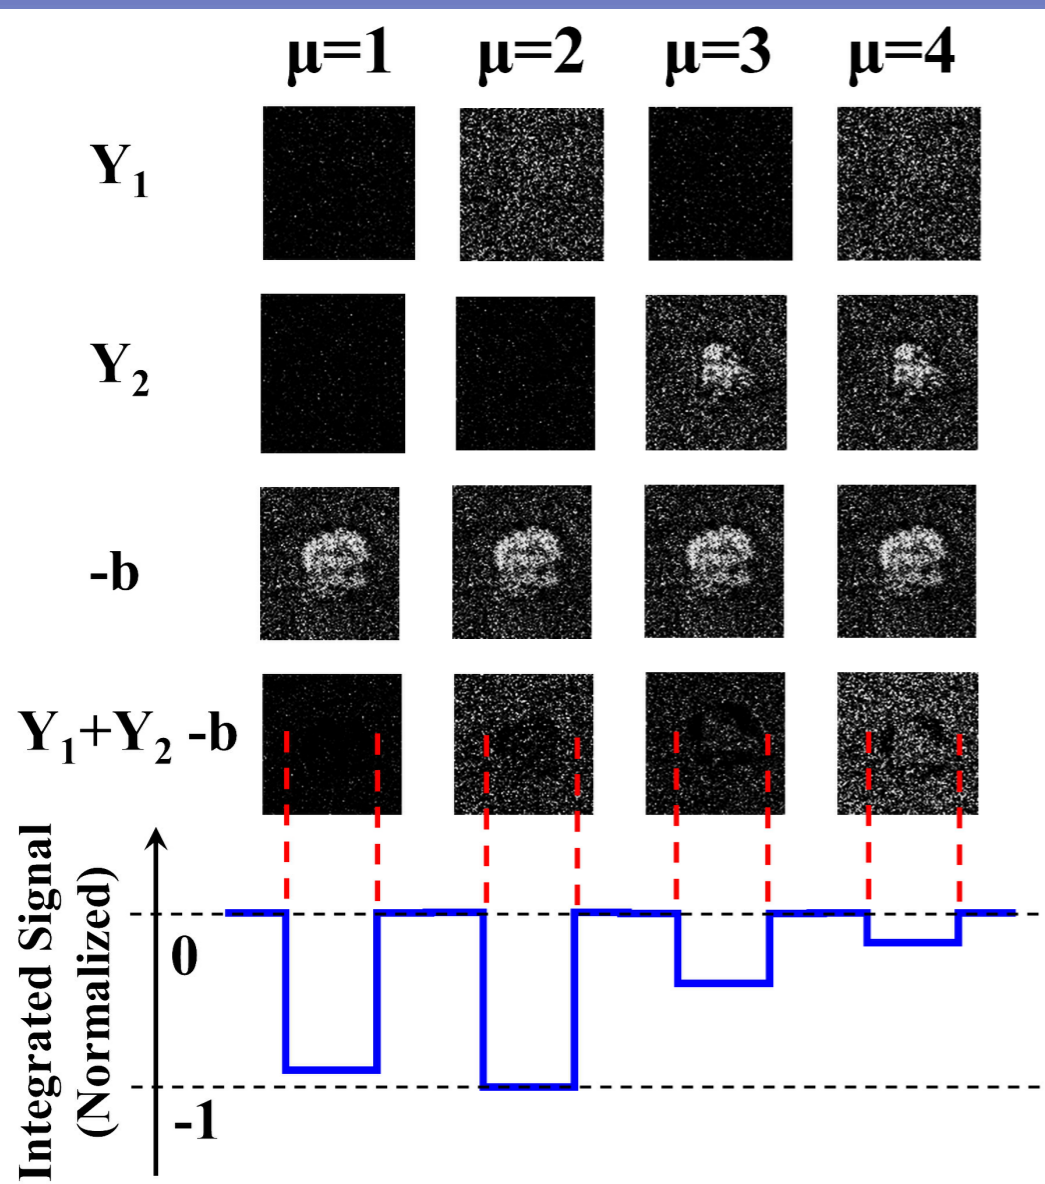 μ=1 μ=2 μ=3 μ=4
Y₁
Y₂
-b
Y₁+Y₂ -b
Integrated Signal
(Normalized)
0
-1